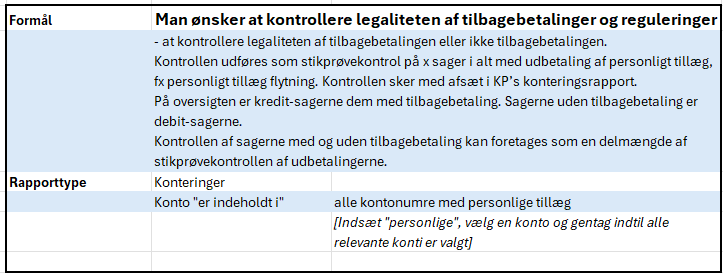 Formål Man ønsker at kontrollere legaliteten af tilbagebetalinger og reguleringer
- at kontrollere legaliteten af tilbagebetalingen eller ikke tilbagebetalingen.
Kontrollen udføres som stikprøvekontrol på x sager i alt med udbetaling af personligt tillæg,
fx personligt tillæg flytning. Kontrollen sker med afsæt i KP's konteringsrapport.
På oversigten er kredit-sagerne dem med tilbagebetaling. Sagerne uden tilbagebetaling er
debit-sagerne.
Kontrollen af sagerne med og uden tilbagebetaling kan foretages som en delmængde af
stikprøvekontrollen af udbetalingerne.
Rapporttype Konteringer
Konto "er indeholdt i" alle kontonumre med personlige tillæg
[Indsæt "personlige", vælg en konto og gentag indtil alle
relevante konti er valgt]